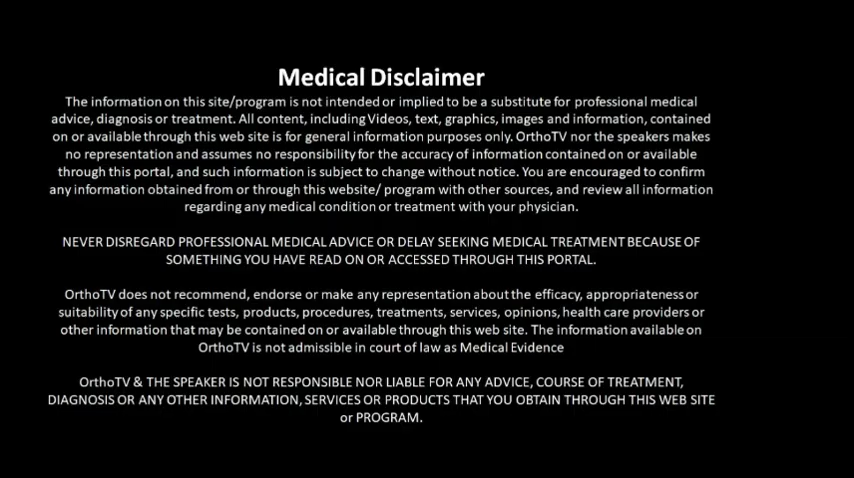 Medical Disclaimer
The information on this site/program is not intended or implied to be a substitute for professional medical
advice, diagnosis or treatment. All content, including Videos, text, graphics, images and information, contained
on or available through this web site is for general information purposes only. OrthoTV nor the speakers makes
no representation and assumes no responsibility for the accuracy of information contained on or available
through this portal, and such information is subject to change without notice. You are encouraged to confirm
any information obtained from or through this website/ program with other sources, and review all information
regarding any medical condition or treatment with your physician.
NEVER DISREGARD PROFESSIONAL MEDICAL ADVICE OR DELAY SEEKING MEDICAL TREATMENT BECAUSE OF
SOMETHING YOU HAVE READ ON OR ACCESSED THROUGH THIS PORTAL.
OrthoTV does not recommend, endorse or make any representation about the efficacy, appropriateness or
suitability of any specific tests, products, procedures, treatments, services, opinions, health care providers or
other information that may be contained on or available through this web site. The information available on
OrthoTV is not admissible in court of law as Medical Evidence
OrthoTV & THE SPEAKER IS NOT RESPONSIBLE NOR LIABLE FOR ANY ADVICE, COURSE OF TREATMENT,
DIAGNOSIS OR ANY OTHER INFORMATION, SERVICES OR PRODUCTS THAT YOU OBTAIN THROUGH THIS WEB SITE
or PROGRAM.